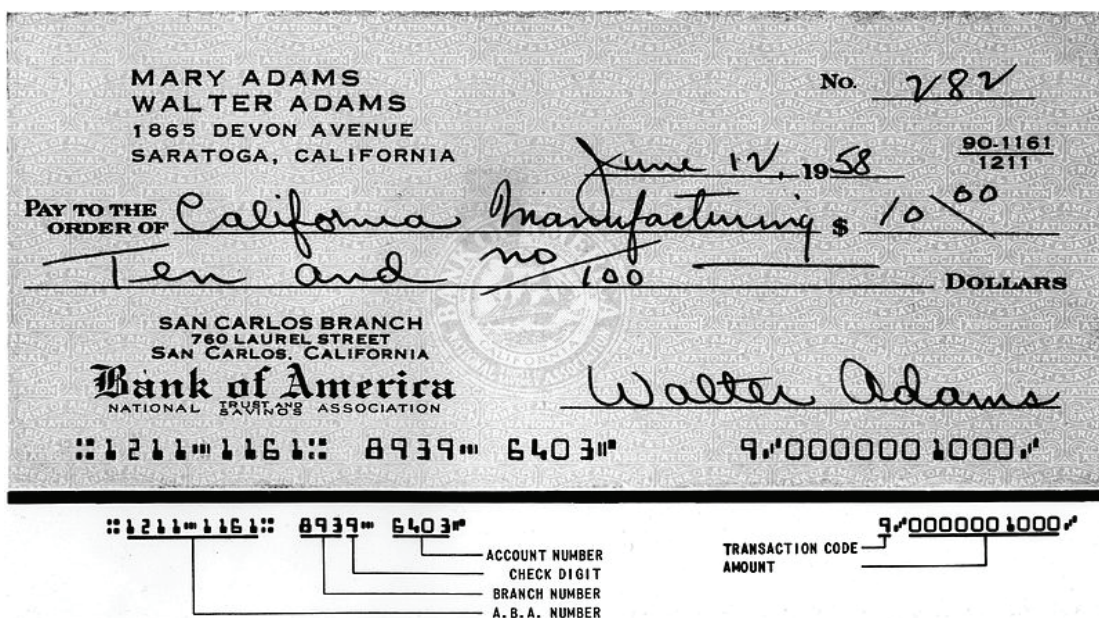 MARY ADAMS
WALTER ADAMS
1865 DEVON AVENUE
SARATOGA, CALIFORNIA
No. 282
June 12, 1958
90-1161
1211
PAY TO THE ORDER OF California Manufacturing $ 10 00
Ten and no/100 DOLLARS
SAN CARLOS BRANCH
760 LAUREL STREET
SAN CARLOS, CALIFORNIA
Bank of America
NATIONAL TRUST AND SAVINGS ASSOCIATION
Walter Adams
⑆1211⑉1161⑆ 8939⑉ 6403⑈ 9⑇0000001000⑇
⑆1211⑉1161⑆ 8939⑉ 6403⑈ 9⑇0000001000⑇
ACCOUNT NUMBER
CHECK DIGIT
BRANCH NUMBER
A.B.A. NUMBER
TRANSACTION CODE
AMOUNT